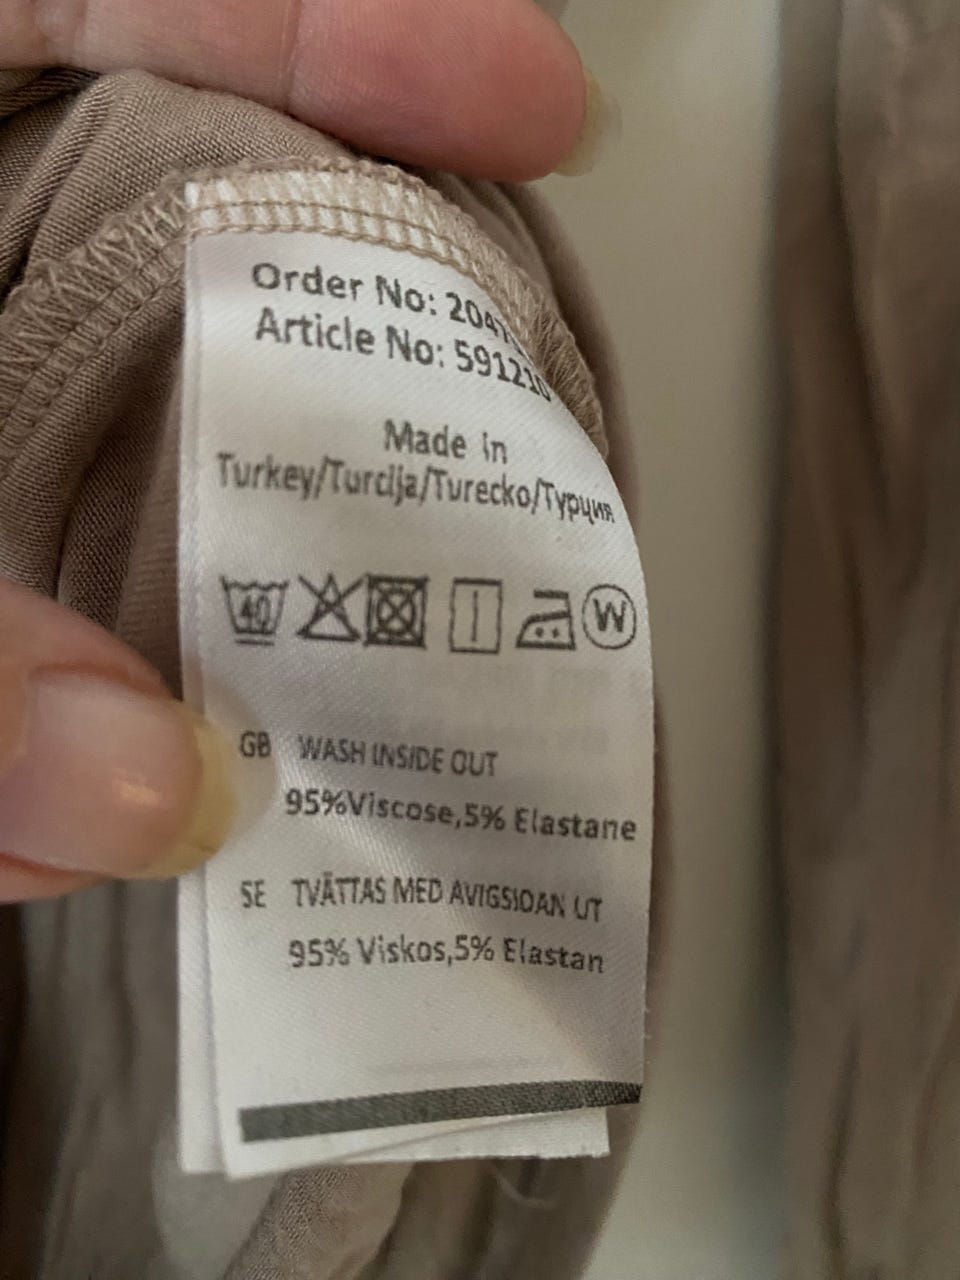 Order No:
Article No: 591210
Made in
Turkey/Turcija/Turecko/Турция
40
W
GB WASH INSIDE OUT
95%Viscose,5% Elastane
SE TVÄTTAS MED AVIGSIDAN UT
95% Viskos,5% Elastan